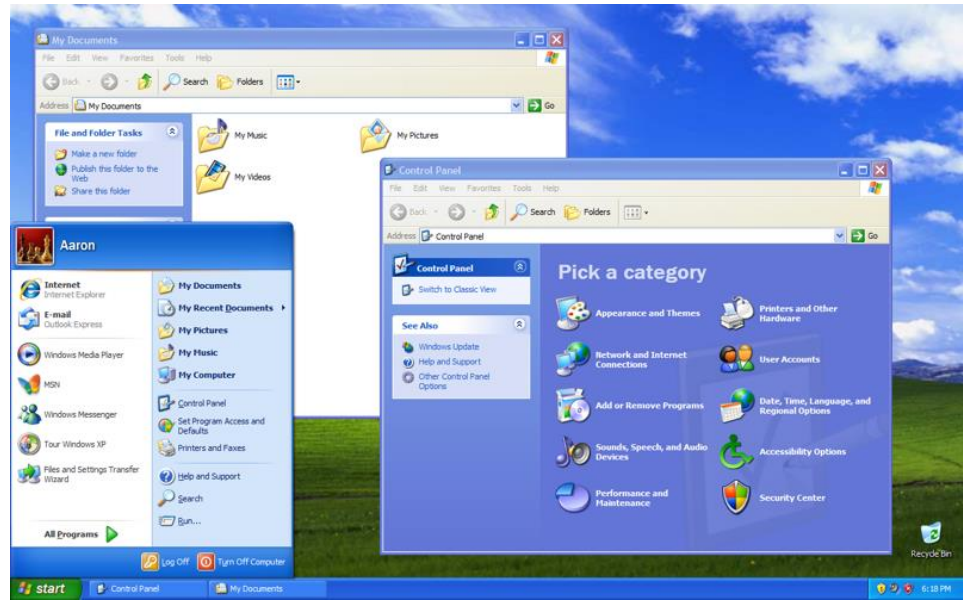 My Documents
File Edit View Favorites Tools Help
Back Search Folders
Address My Documents Go
File and Folder Tasks
Make a new folder
Publish this folder to the
Web
Share this folder
My Music
My Pictures
My Videos
Control Panel
File Edit View Favorites Tools Help
Back Search Folders
Address Control Panel Go
Control Panel
Switch to Classic View
See Also
Windows Update
Help and Support
Other Control Panel
Options
Pick a category
Appearance and Themes
Printers and Other
Hardware
Network and Internet
Connections
User Accounts
Add or Remove Programs
Date, Time, Language, and
Regional Options
Sounds, Speech, and Audio
Devices
Accessibility Options
Performance and
Maintenance
Security Center
Aaron
Internet
Internet Explorer
E-mail
Outlook Express
Windows Media Player
MSN
Windows Messenger
Tour Windows XP
Files and Settings Transfer
Wizard
All Programs
My Documents
My Recent Documents
My Pictures
My Music
My Computer
Control Panel
Set Program Access and
Defaults
Printers and Faxes
Help and Support
Search
Run...
Log Off Turn Off Computer
Recycle Bin
start Control Panel My Documents 6:18 PM